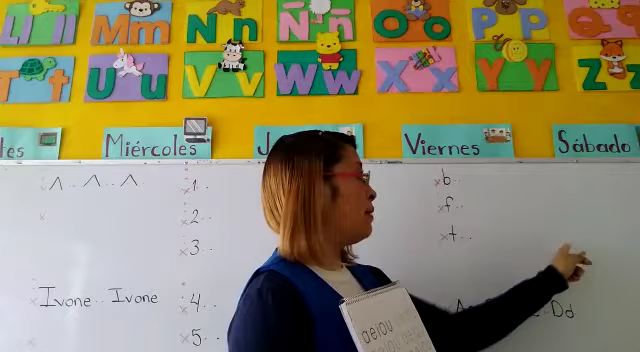 Ll Mm Nn Ññ Oo Pp
Tt Uu Vv Ww Xx Yy Zz
Miércoles Viernes Sábado
^ ^ ^ 1 b
2 f
3 t
Ivone Ivone 4 Dd
5
aeiou